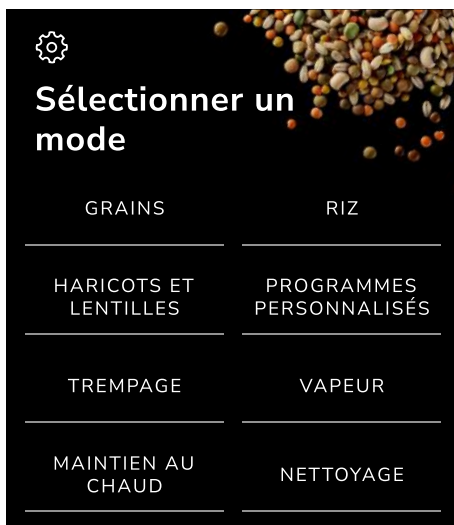 Sélectionner un
mode
GRAINS
RIZ
HARICOTS ET
LENTILLES
PROGRAMMES
PERSONNALISÉS
TREMPAGE
VAPEUR
MAINTIEN AU
CHAUD
NETTOYAGE